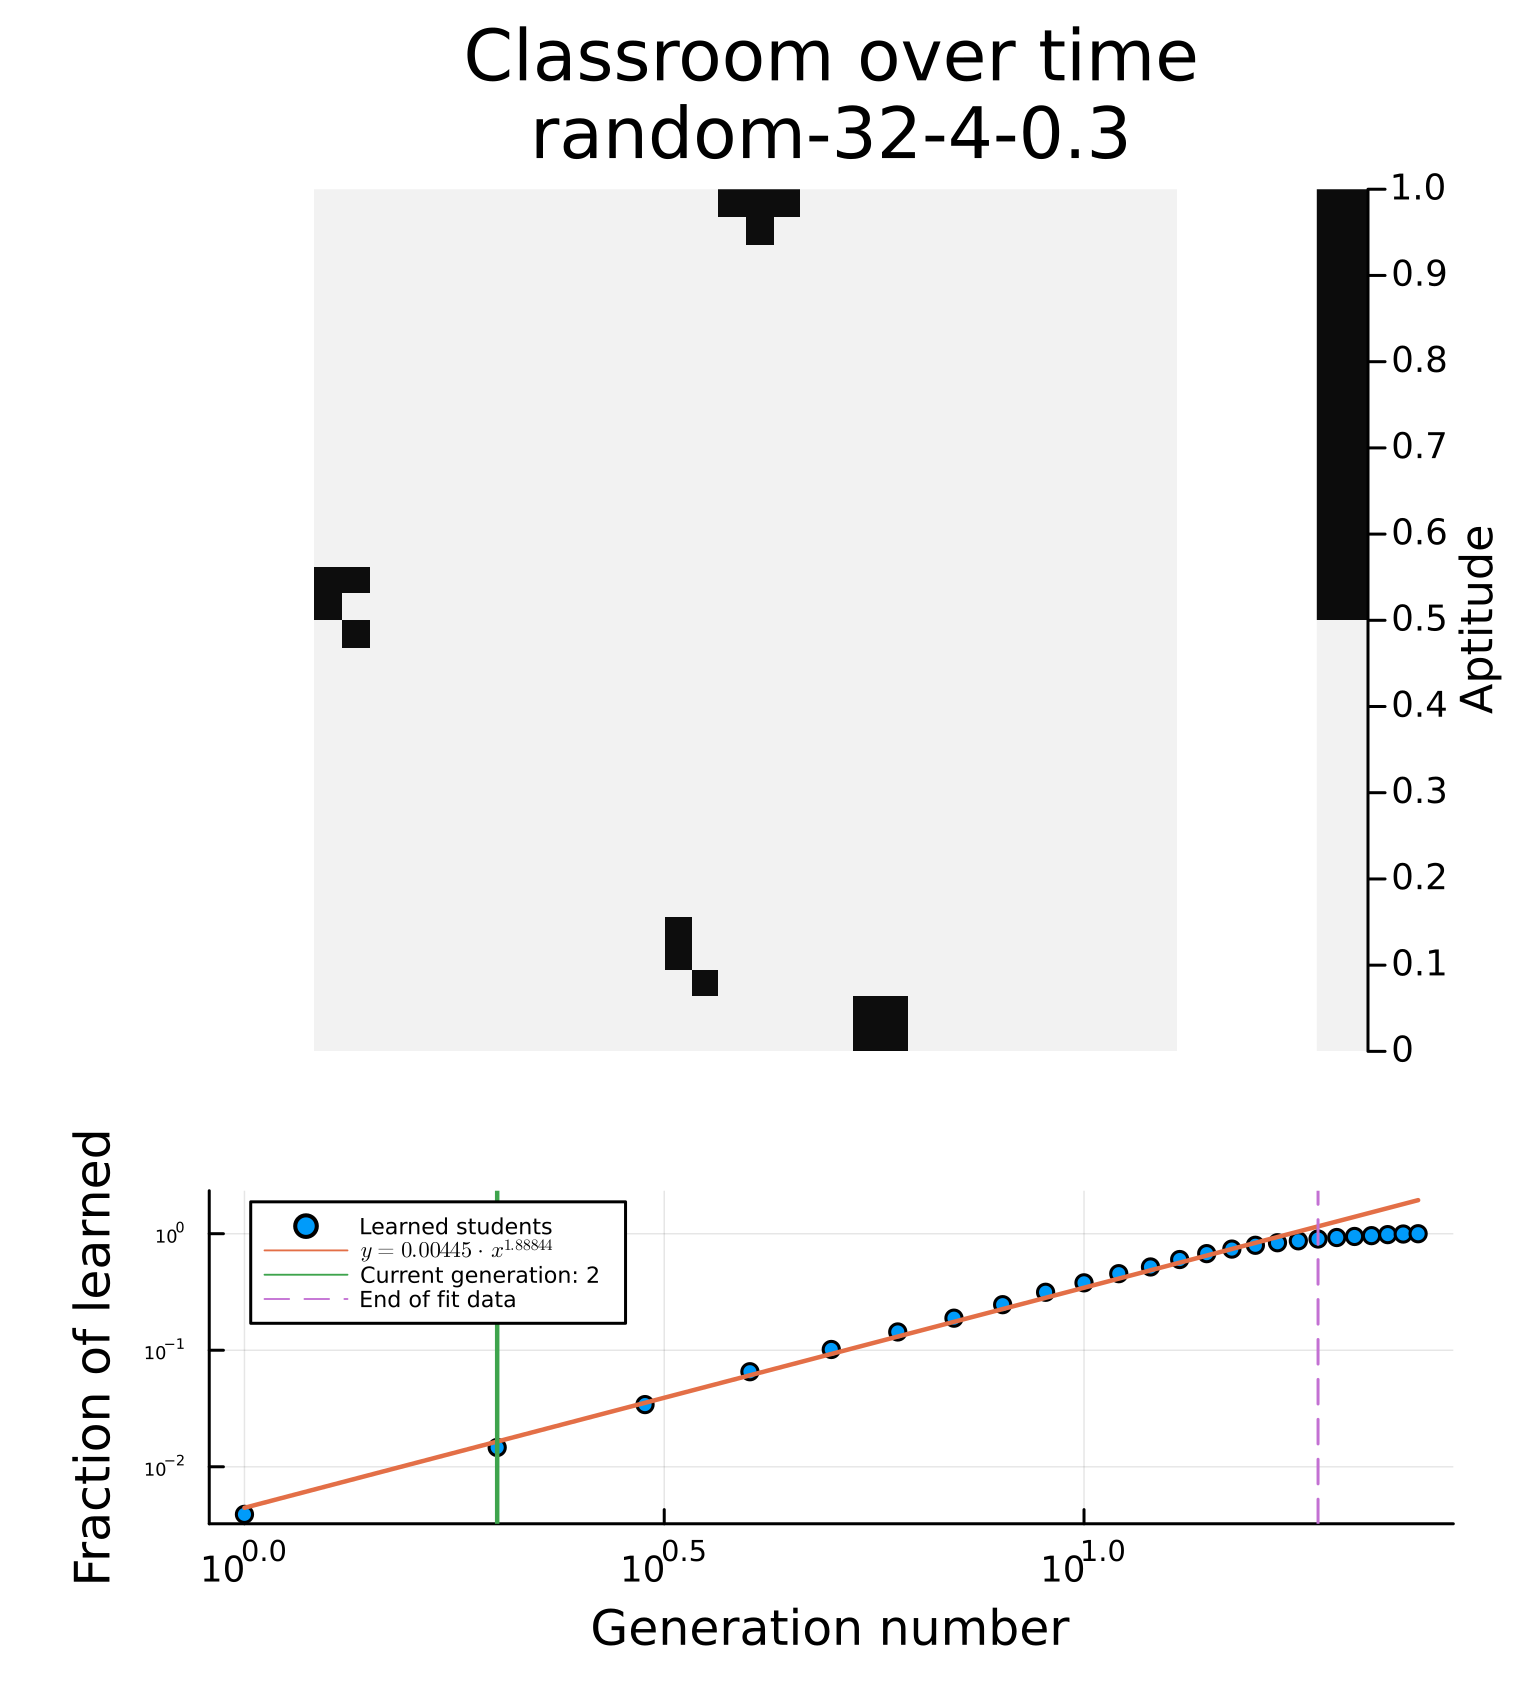 Classroom over time
random-32-4-0.3
1.0
0.9
0.8
0.7
0.6
0.5
0.4
0.3
0.2
0.1
0
Aptitude
Fraction of learned
10⁰
10⁻¹
10⁻²
Learned students
y = 0.00445 · x^1.88844
Current generation: 2
End of fit data
10^0.0
10^0.5
10^1.0
Generation number